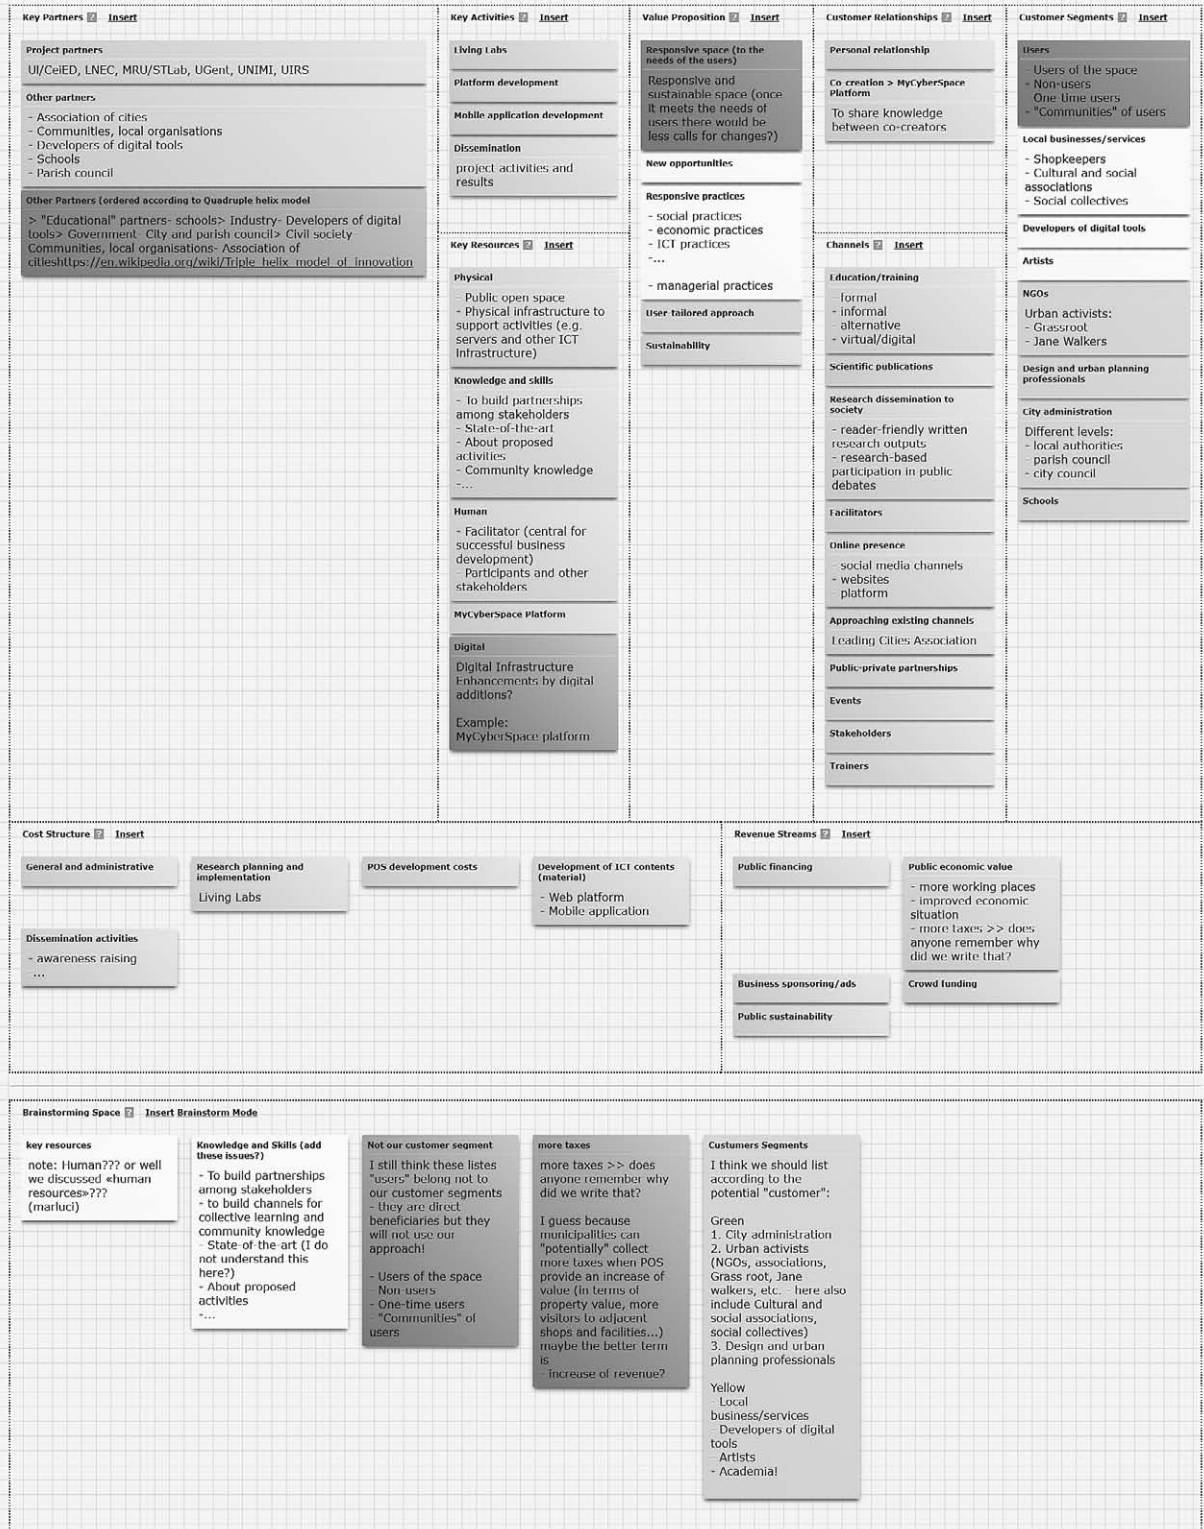 Key Partners ? Insert
Project partners
UI/CeiED, LNEC, MRU/STLab, UGent, UNIMI, UIRS
Other partners
- Association of cities
- Communities, local organisations
- Developers of digital tools
- Schools
- Parish council
Other Partners (ordered according to Quadruple helix model
> "Educational" partners- schools> Industry- Developers of digital
tools> Government- City and parish council> Civil society-
Communities, local organisations- Association of
citieshttps://en.wikipedia.org/wiki/Triple_helix_model_of_innovation
Key Activities ? Insert
Living Labs
Platform development
Mobile application development
Dissemination
project activities and
results
Key Resources ? Insert
Physical
- Public open space
- Physical infrastructure to
support activities (e.g.
servers and other ICT
Infrastructure)
Knowledge and skills
- To build partnerships
among stakeholders
- State-of-the-art
- About proposed
activities
- Community knowledge
-...
Human
- Facilitator (central for
successful business
development)
- Participants and other
stakeholders
MyCyberSpace Platform
Digital
Digital Infrastructure
Enhancements by digital
additions?
Example:
MyCyberSpace platform
Value Proposition ? Insert
Responsive space (to the
needs of the users)
Responsive and
sustainable space (once
it meets the needs of
users there would be
less calls for changes?)
New opportunities
Responsive practices
- social practices
- economic practices
- ICT practices
-...
- managerial practices
User-tailored approach
Sustainability
Customer Relationships ? Insert
Personal relationship
Co-creation > MyCyberSpace
Platform
To share knowledge
between co-creators
Channels ? Insert
Education/training
- formal
- informal
- alternative
- virtual/digital
Scientific publications
Research dissemination to
society
- reader-friendly written
research outputs
- research-based
participation in public
debates
Facilitators
Online presence
- social media channels
- websites
- platform
Approaching existing channels
Leading Cities Association
Public-private partnerships
Events
Stakeholders
Trainers
Customer Segments ? Insert
Users
- Users of the space
- Non-users
- One-time users
- "Communities" of users
Local businesses/services
- Shopkeepers
- Cultural and social
associations
- Social collectives
Developers of digital tools
Artists
NGOs
Urban activists:
- Grassroot
- Jane Walkers
Design and urban planning
professionals
City administration
Different levels:
- local authorities
- parish council
- city council
Schools
Cost Structure ? Insert
General and administrative
Research planning and
implementation
Living Labs
POS development costs
Development of ICT contents
(material)
- Web platform
- Mobile application
Dissemination activities
- awareness raising
...
Revenue Streams ? Insert
Public financing
Public economic value
- more working places
- improved economic
situation
- more taxes >> does
anyone remember why
did we write that?
Business sponsoring/ads
Crowd funding
Public sustainability
Brainstorming Space ? Insert Brainstorm Mode
key resources
note: Human??? or well
we discussed «human
resources»???
(marluci)
Knowledge and Skills (add
these issues?)
- To build partnerships
among stakeholders
- to build channels for
collective learning and
community knowledge
- State-of-the-art (I do
not understand this
here?)
- About proposed
activities
-...
Not our customer segment
I still think these listes
"users" belong not to
our customer segments
- they are direct
beneficiaries but they
will not use our
approach!
- Users of the space
- Non-users
- One-time users
- "Communities" of
users
more taxes
more taxes >> does
anyone remember why
did we write that?
I guess because
municipalities can
"potentially" collect
more taxes when POS
provide an increase of
value (in terms of
property value, more
visitors to adjacent
shops and facilities...)
maybe the better term
is
- increase of revenue?
Custumers Segments
I think we should list
according to the
potential "customer":
Green
1. City administration
2. Urban activists
(NGOs, associations,
Grass root, Jane
walkers, etc. - here also
include Cultural and
social associations,
social collectives)
3. Design and urban
planning professionals
Yellow
- Local
business/services
- Developers of digital
tools
- Artists
- Academia!